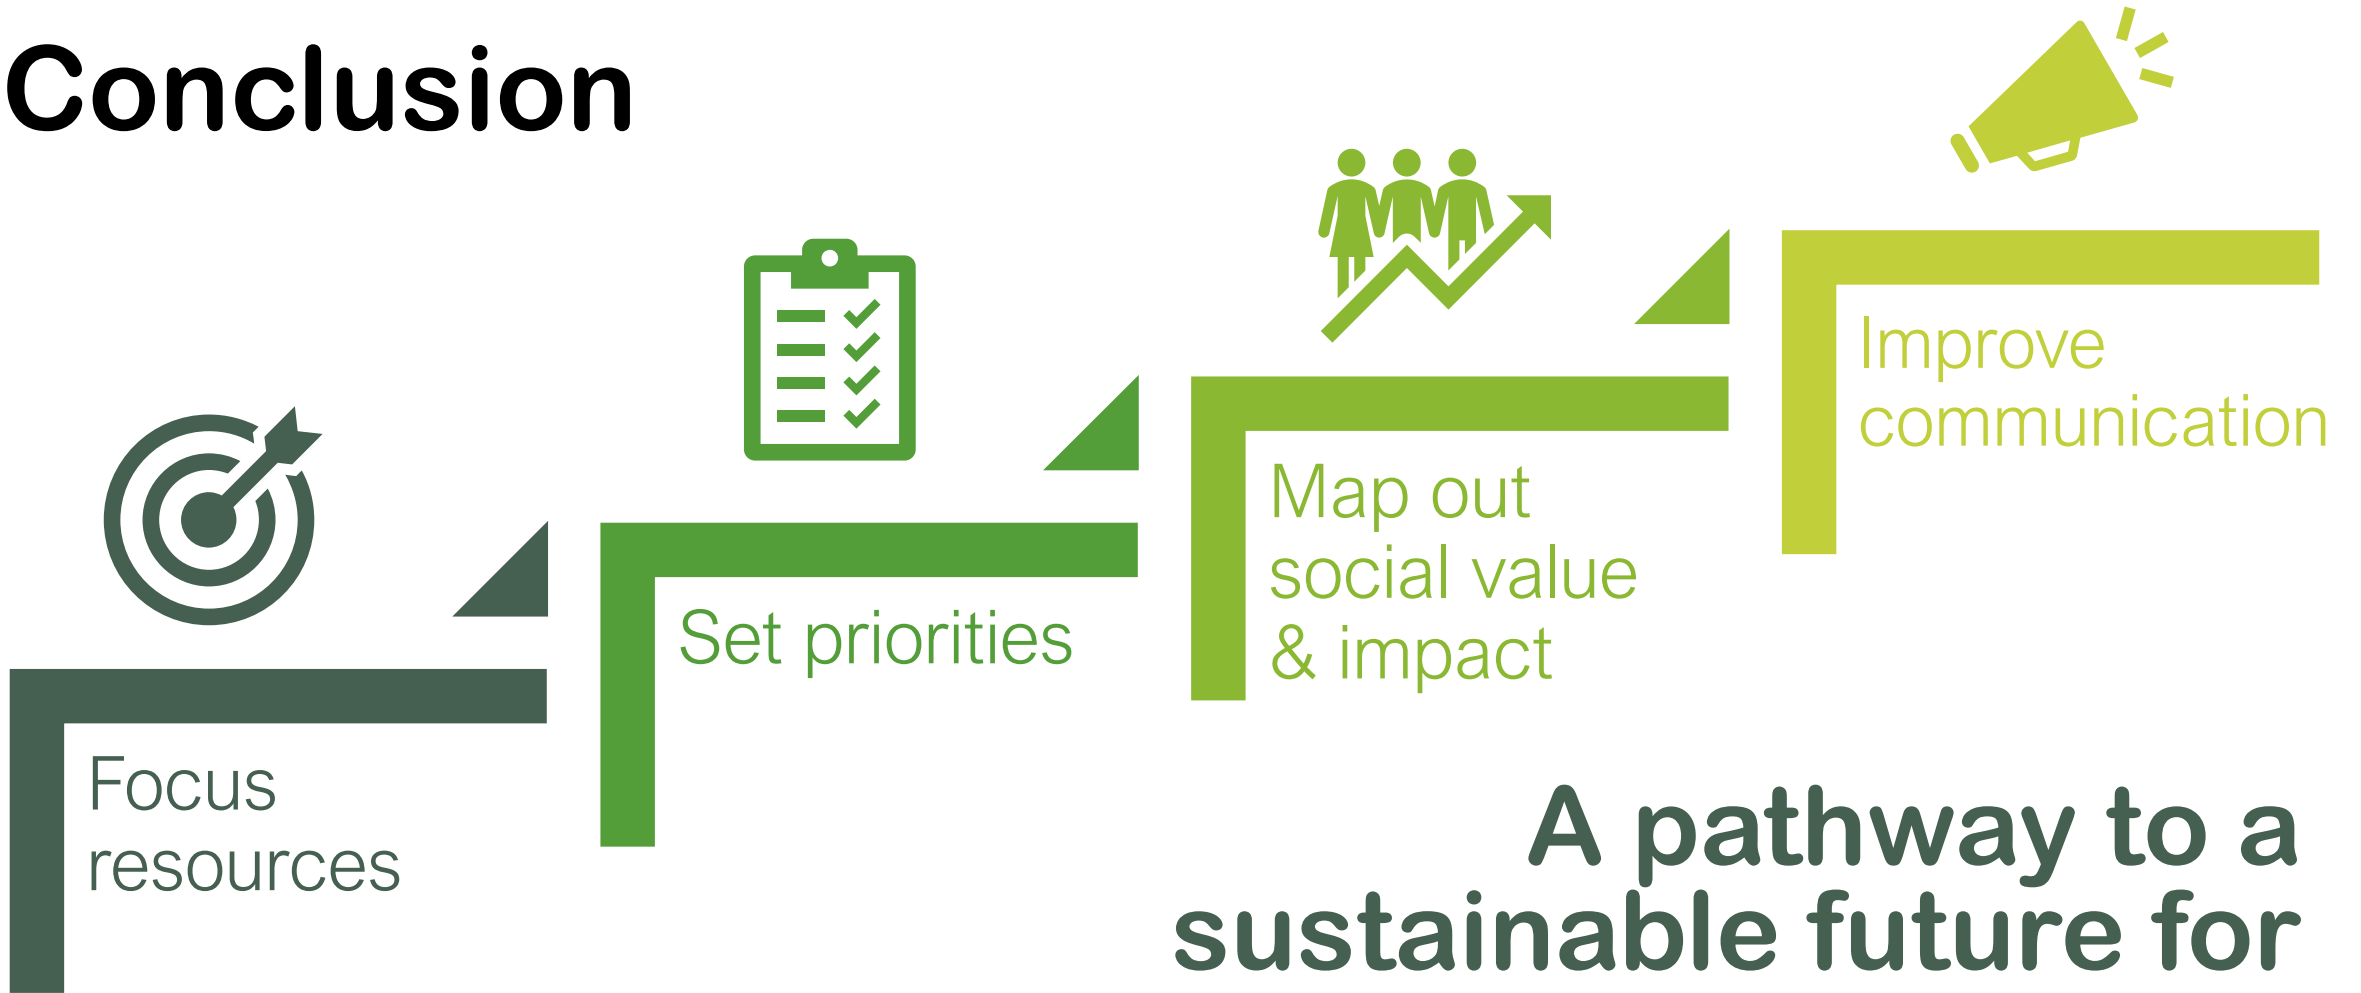 Conclusion
Focus
resources
Set priorities
Map out
social value
& impact
Improve
communication
A pathway to a
sustainable future for